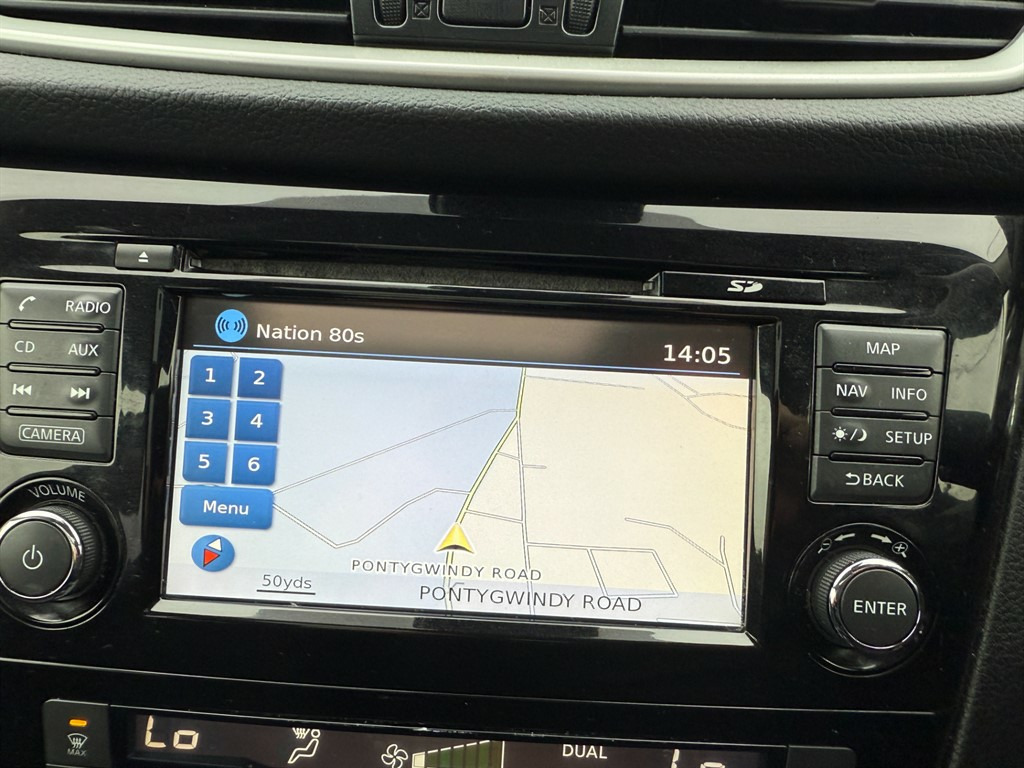 SD
RADIO
CD AUX
CAMERA
VOLUME
Nation 80s
14:05
1 2
3 4
5 6
Menu
50yds
PONTYGWINDY ROAD
PONTYGWINDY ROAD
MAP
NAV INFO
SETUP
BACK
ENTER
MAX
Lo
DUAL